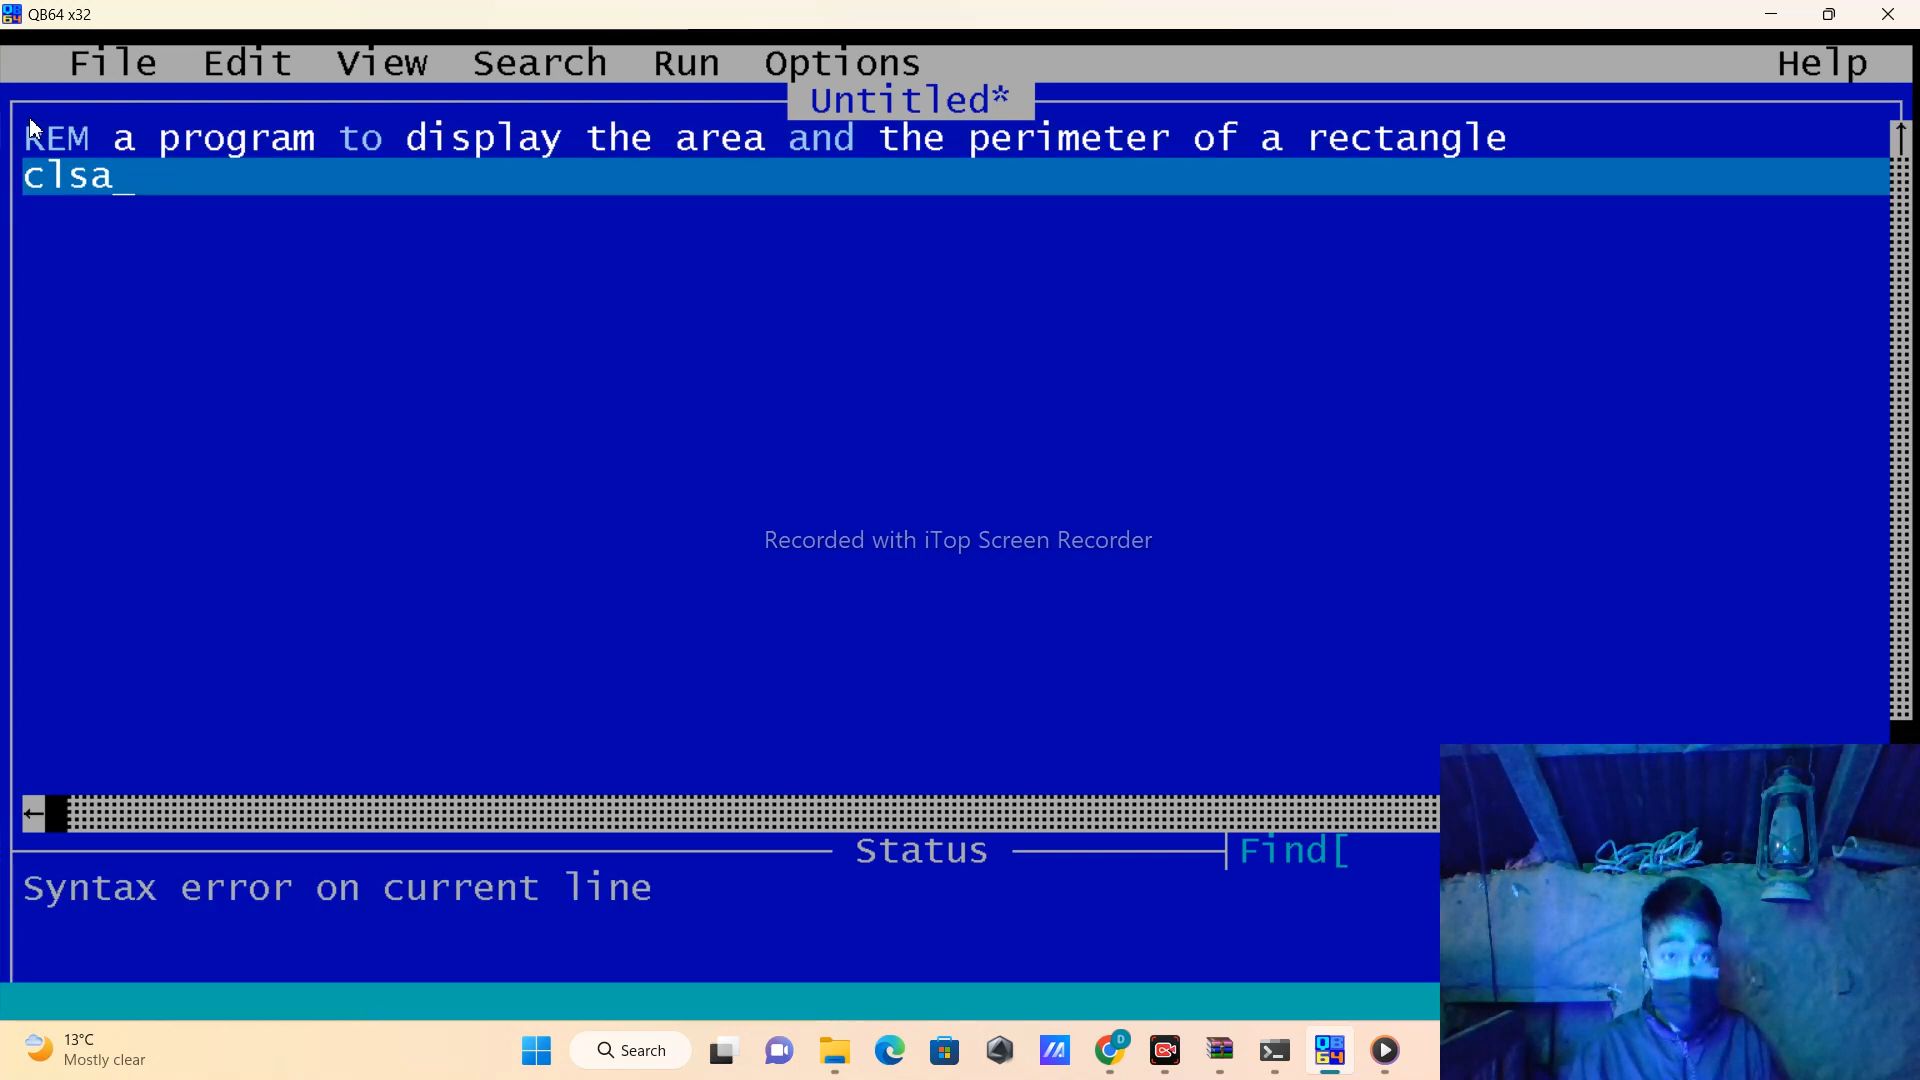 QB64 x32
File Edit View Search Run Options Help
Untitled*
REM a program to display the area and the perimeter of a rectangle
clsa_
Recorded with iTop Screen Recorder
Status
Find[
Syntax error on current line
13°C
Mostly clear
Search
D
QB
64